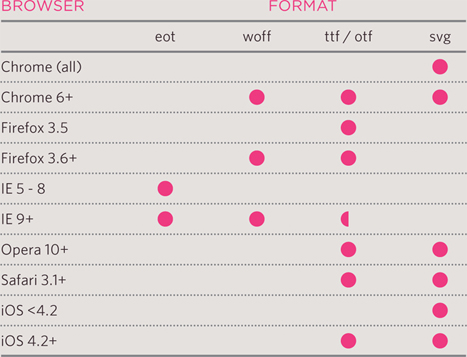 BROWSER FORMAT
eot woff ttf / otf svg
Chrome (all)
Chrome 6+
Firefox 3.5
Firefox 3.6+
IE 5 - 8
IE 9+
Opera 10+
Safari 3.1+
iOS <4.2
iOS 4.2+